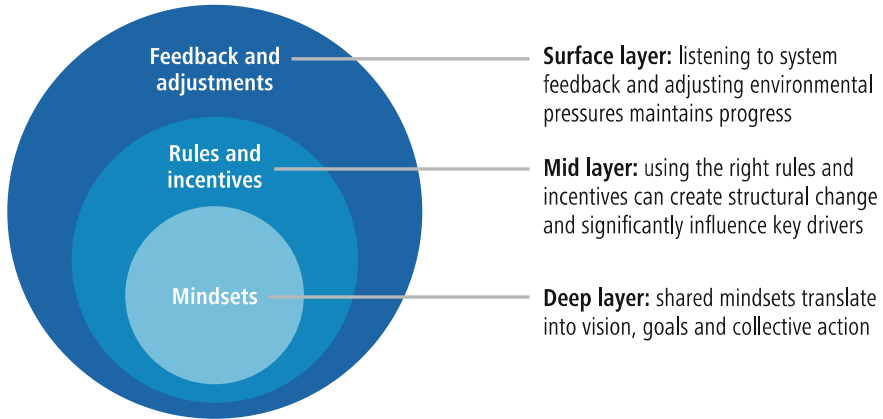 Feedback and
adjustments
Surface layer: listening to system
feedback and adjusting environmental
pressures maintains progress
Rules and
incentives
Mid layer: using the right rules and
incentives can create structural change
and significantly influence key drivers
Mindsets
Deep layer: shared mindsets translate
into vision, goals and collective action